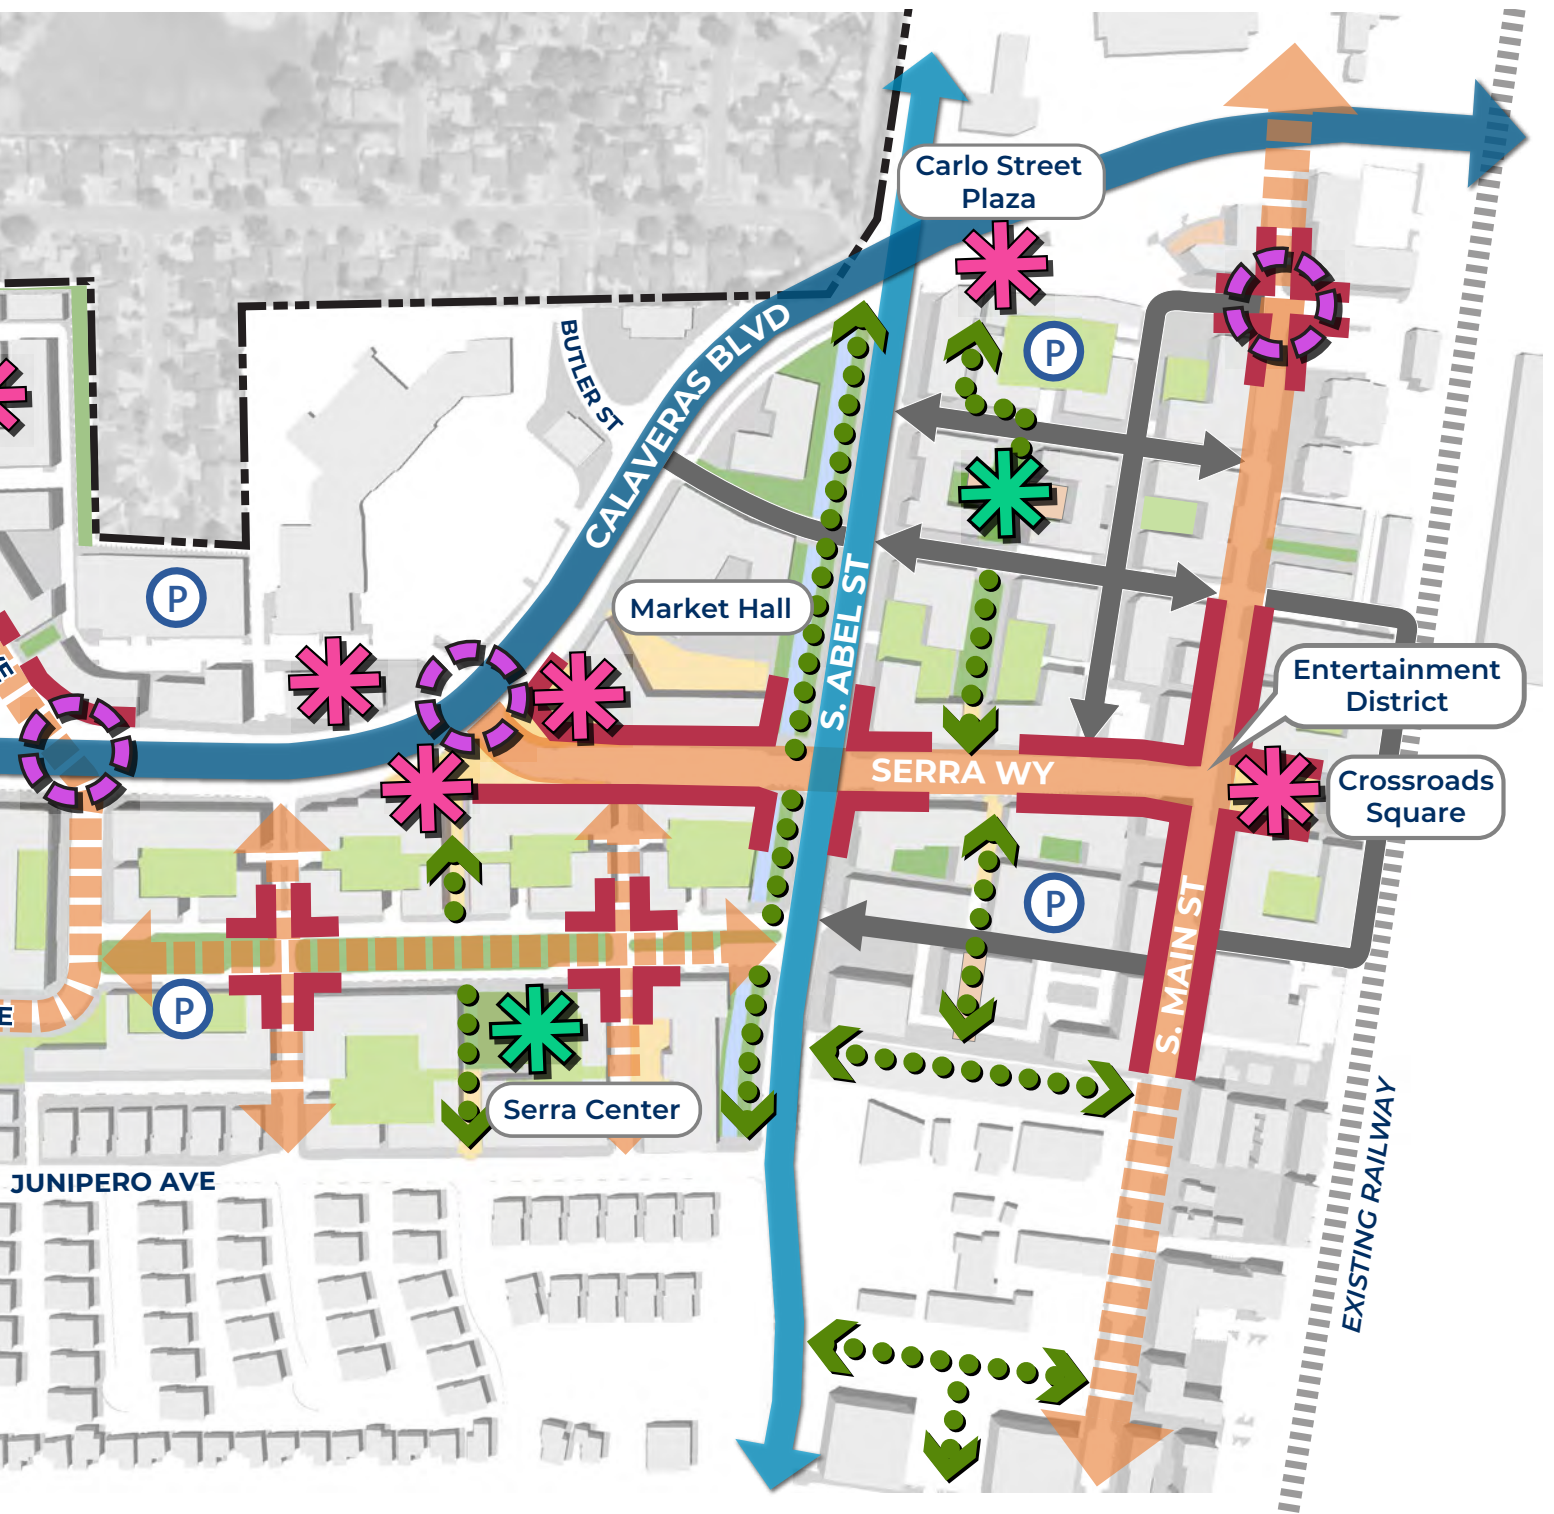 Carlo Street
Plaza
BUTLER ST
CALAVERAS BLVD
P
P
Market Hall
S. ABEL ST
Entertainment
District
SERRA WY
Crossroads
Square
P
P
S. MAIN ST
E
Serra Center
JUNIPERO AVE
EXISTING RAILWAY